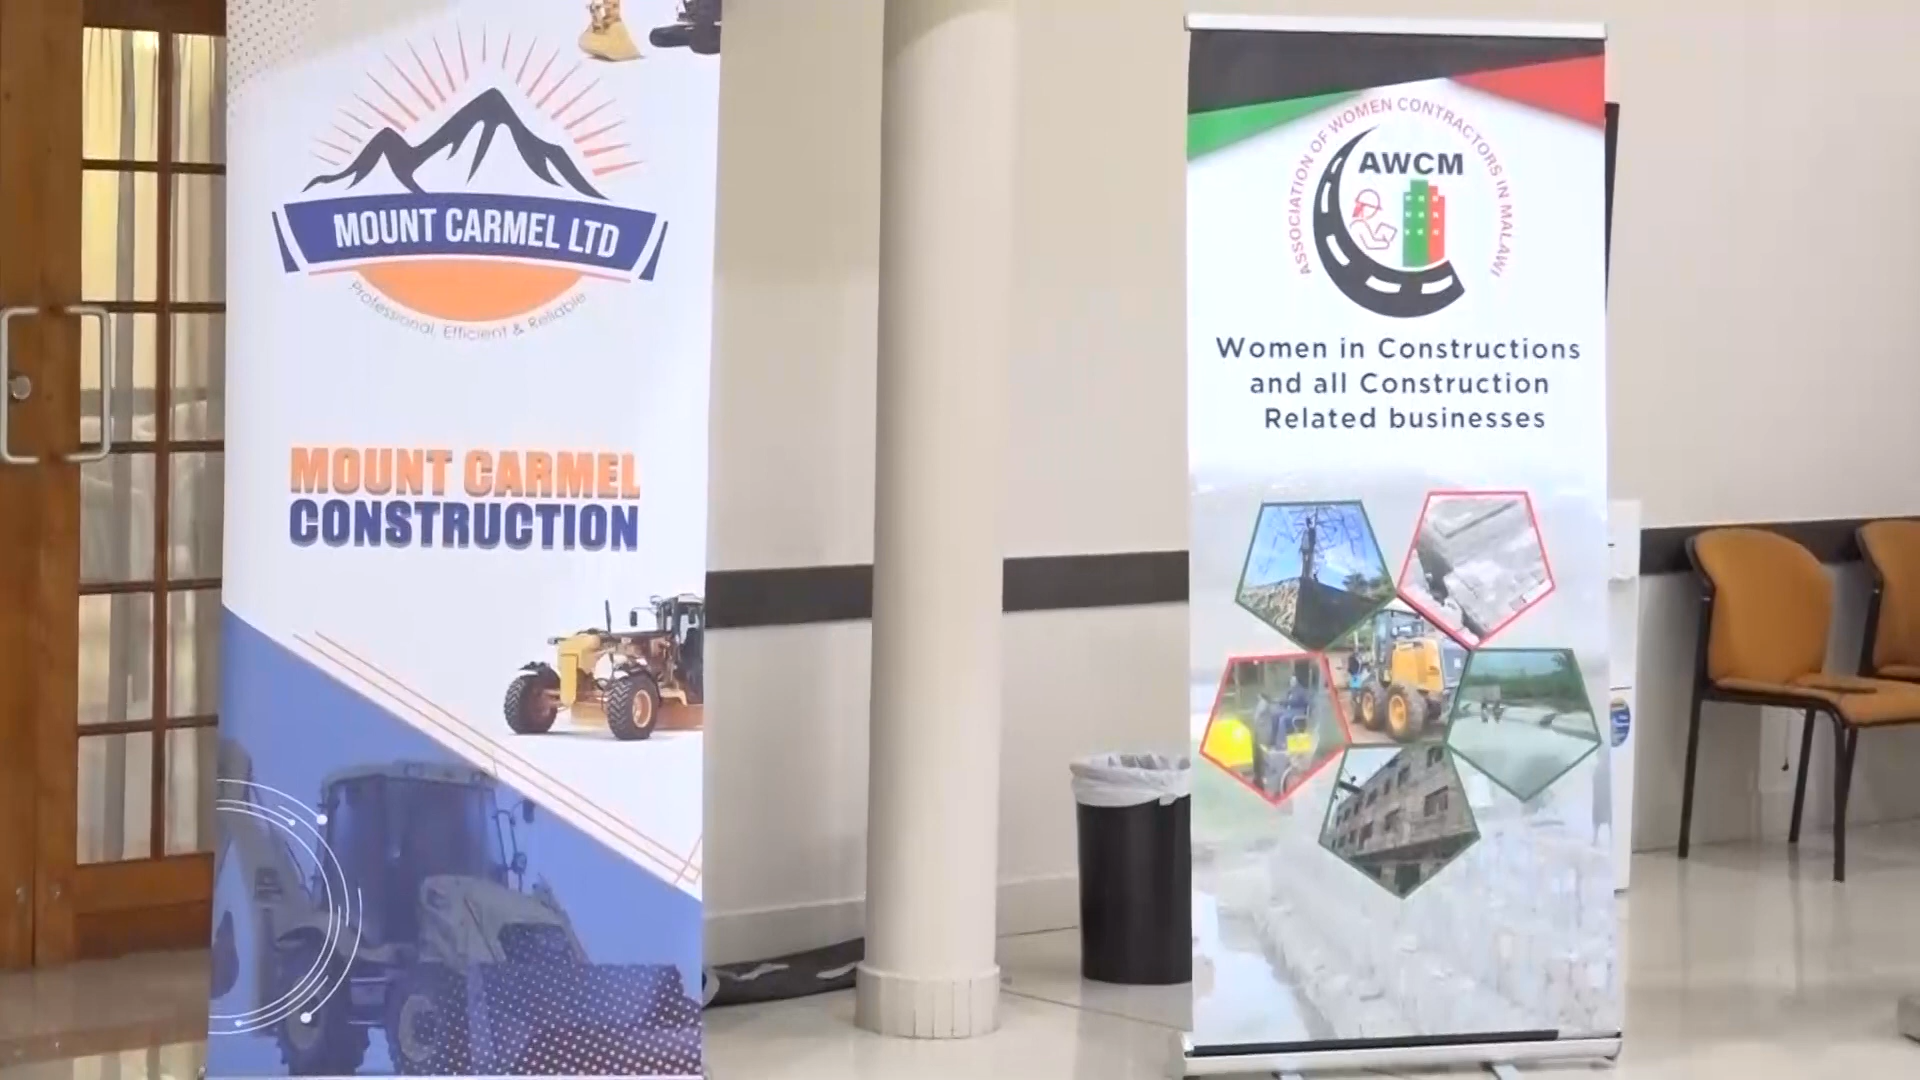 MOUNT CARMEL LTD
Professional, Efficient & Reliable
MOUNT CARMEL
CONSTRUCTION
ASSOCIATION OF WOMEN CONTRACTORS IN MALAWI
AWCM
Women in Constructions
and all Construction
Related businesses